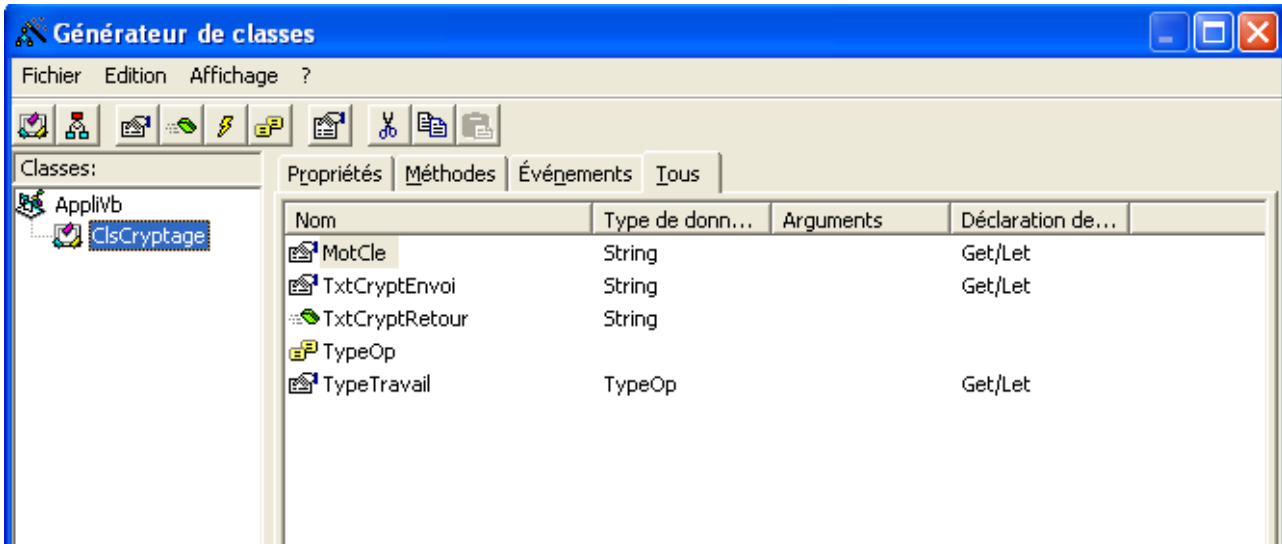 Générateur de classes
Fichier Edition Affichage ?
Classes:
AppliVb
ClsCryptage
Propriétés Méthodes Événements Tous
Nom Type de donn... Arguments Déclaration de...
MotCle String Get/Let
TxtCryptEnvoi String Get/Let
TxtCryptRetour String
TypeOp
TypeTravail TypeOp Get/Let